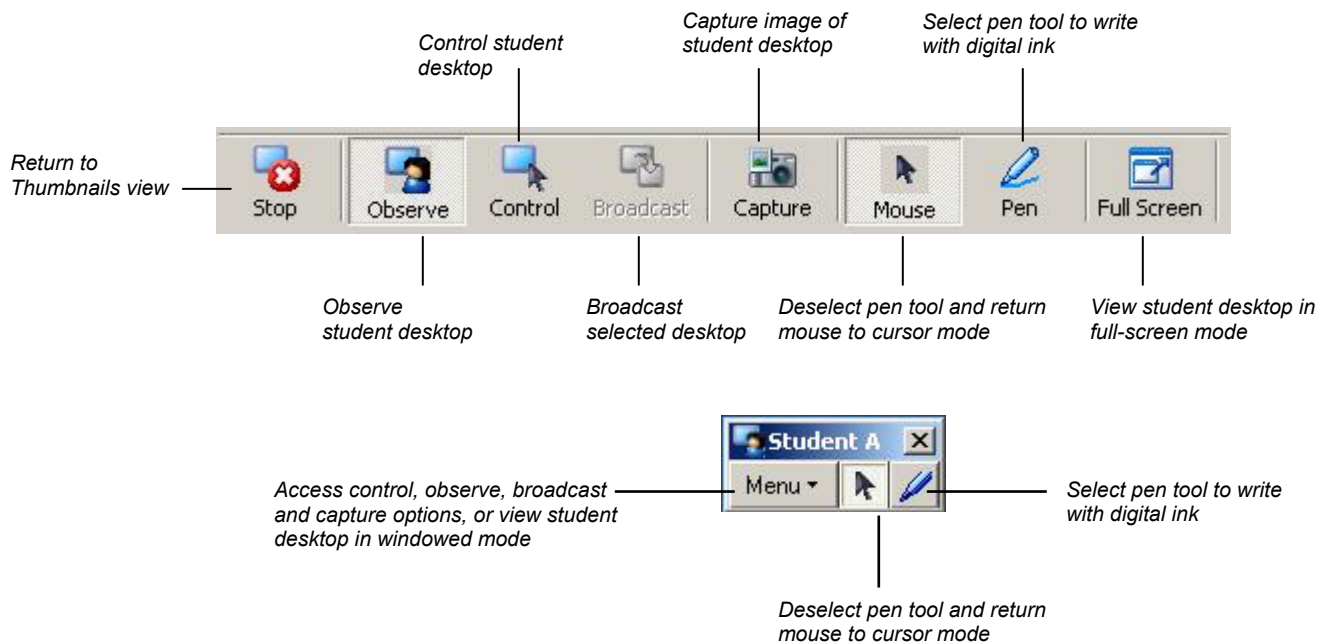 Capture image of
student desktop
Select pen tool to write
with digital ink
Control student
desktop
Return to
Thumbnails view
Stop
Observe
Control
Broadcast
Capture
Mouse
Pen
Full Screen
Observe
student desktop
Broadcast
selected desktop
Deselect pen tool and return
mouse to cursor mode
View student desktop in
full-screen mode
Student A
Menu
Access control, observe, broadcast
and capture options, or view student
desktop in windowed mode
Select pen tool to write
with digital ink
Deselect pen tool and return
mouse to cursor mode